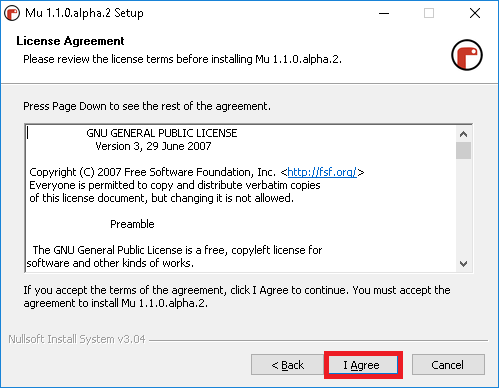 Mu 1.1.0.alpha.2 Setup
License Agreement
Please review the license terms before installing Mu 1.1.0.alpha.2.
Press Page Down to see the rest of the agreement.
GNU GENERAL PUBLIC LICENSE
Version 3, 29 June 2007
Copyright (C) 2007 Free Software Foundation, Inc. <http://fsf.org/>
Everyone is permitted to copy and distribute verbatim copies
of this license document, but changing it is not allowed.
Preamble
The GNU General Public License is a free, copyleft license for
software and other kinds of works.
If you accept the terms of the agreement, click I Agree to continue. You must accept the
agreement to install Mu 1.1.0.alpha.2.
Nullsoft Install System v3.04
< Back I Agree Cancel